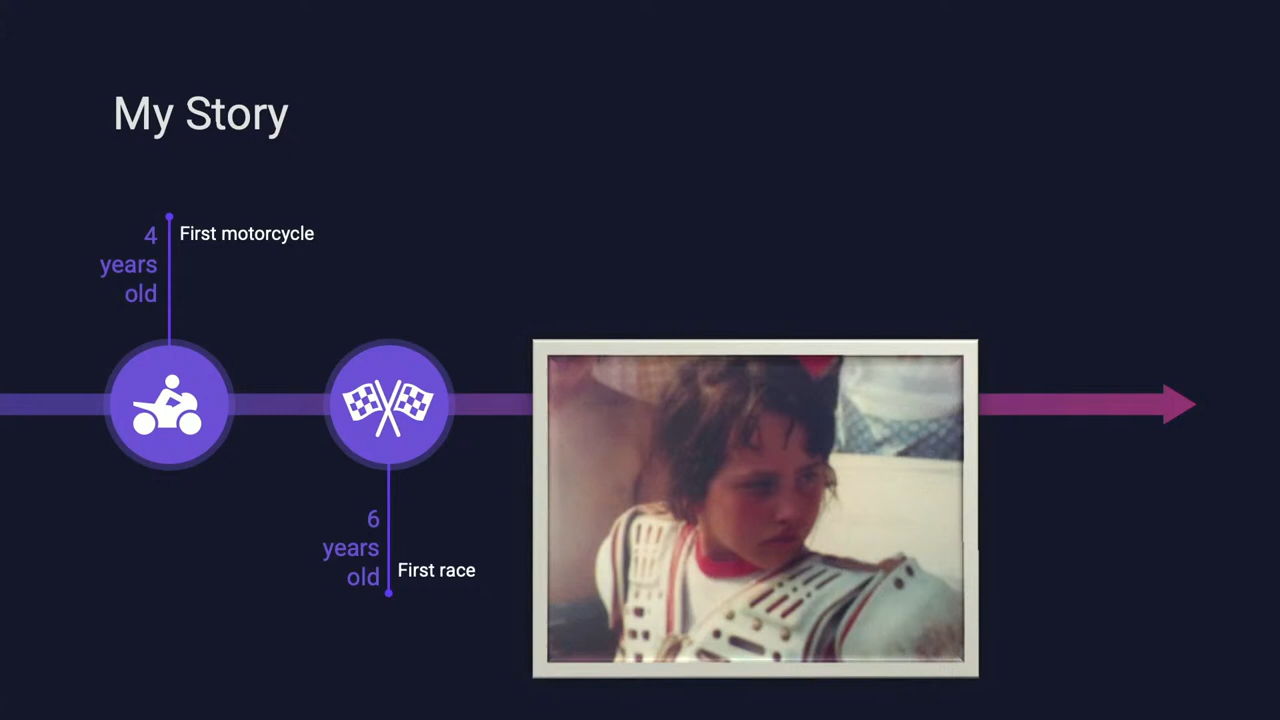 My Story
4
years
old
First motorcycle
6
years
old
First race